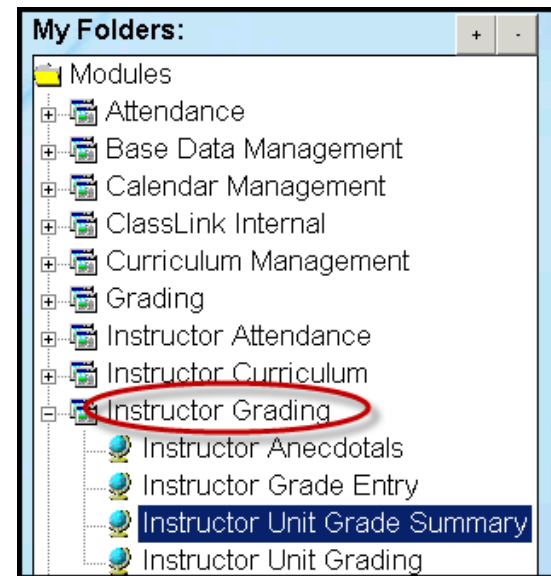 My Folders: + -
Modules
Attendance
Base Data Management
Calendar Management
ClassLink Internal
Curriculum Management
Grading
Instructor Attendance
Instructor Curriculum
Instructor Grading
Instructor Anecdotals
Instructor Grade Entry
Instructor Unit Grade Summary
Instructor Unit Grading